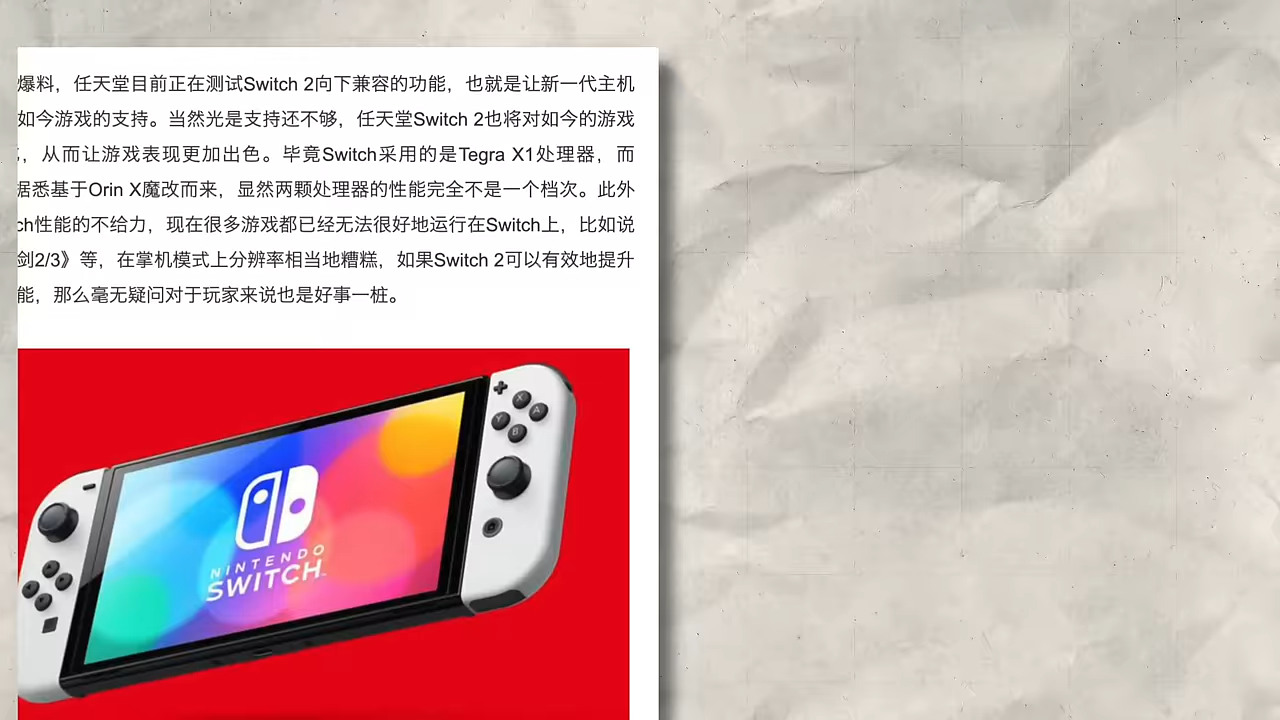 爆料，任天堂目前正在测试Switch 2向下兼容的功能，也就是让新一代主机
如今游戏的支持。当然光是支持还不够，任天堂Switch 2也将对如今的游戏
，从而让游戏表现更加出色。毕竟Switch采用的是Tegra X1处理器，而
据悉基于Orin X魔改而来，显然两颗处理器的性能完全不是一个档次。此外
ch性能的不给力，现在很多游戏都已经无法很好地运行在Switch上，比如说
剑2/3》等，在掌机模式上分辨率相当地糟糕，如果Switch 2可以有效地提升
能，那么毫无疑问对于玩家来说也是好事一桩。
X
A
Y
B
NINTENDO
SWITCH